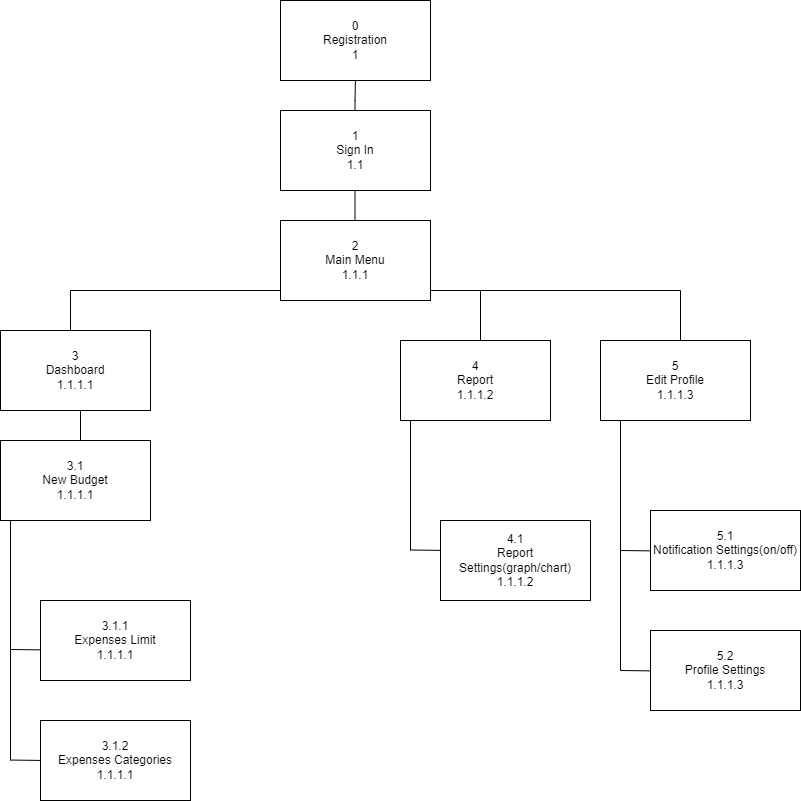 0
Registration
1
1
Sign In
1.1
2
Main Menu
1.1.1
3
Dashboard
1.1.1.1
4
Report
1.1.1.2
5
Edit Profile
1.1.1.3
3.1
New Budget
1.1.1.1
4.1
Report
Settings(graph/chart)
1.1.1.2
5.1
Notification Settings(on/off)
1.1.1.3
3.1.1
Expenses Limit
1.1.1.1
5.2
Profile Settings
1.1.1.3
3.1.2
Expenses Categories
1.1.1.1